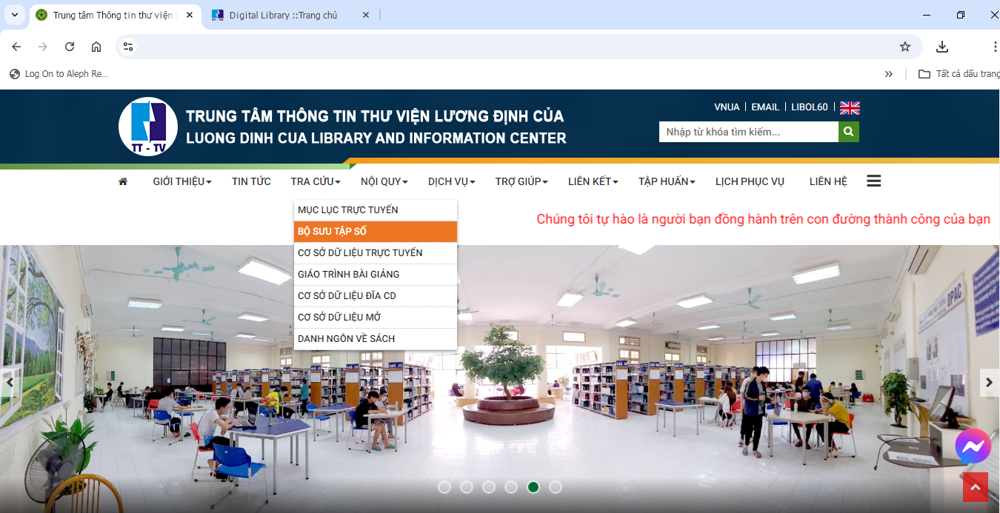 Trung tâm Thông tin thư viện
Digital Library ::Trang chủ
Log On to Aleph Re...
Tất cả dấu trang
TT - TV
TRUNG TÂM THÔNG TIN THƯ VIỆN LƯƠNG ĐỊNH CỦA
LUONG DINH CUA LIBRARY AND INFORMATION CENTER
VNUA EMAIL LIBOL60
Nhập từ khóa tìm kiếm...
GIỚI THIỆU TIN TỨC TRA CỨU NỘI QUY DỊCH VỤ TRỢ GIÚP LIÊN KẾT TẬP HUẤN LỊCH PHỤC VỤ LIÊN HỆ
MỤC LỤC TRỰC TUYẾN
BỘ SƯU TẬP SỐ
CƠ SỞ DỮ LIỆU TRỰC TUYẾN
GIÁO TRÌNH BÀI GIẢNG
CƠ SỞ DỮ LIỆU ĐĨA CD
CƠ SỞ DỮ LIỆU MỞ
DANH NGÔN VỀ SÁCH
Chúng tôi tự hào là người bạn đồng hành trên con đường thành công của bạn
OPAC